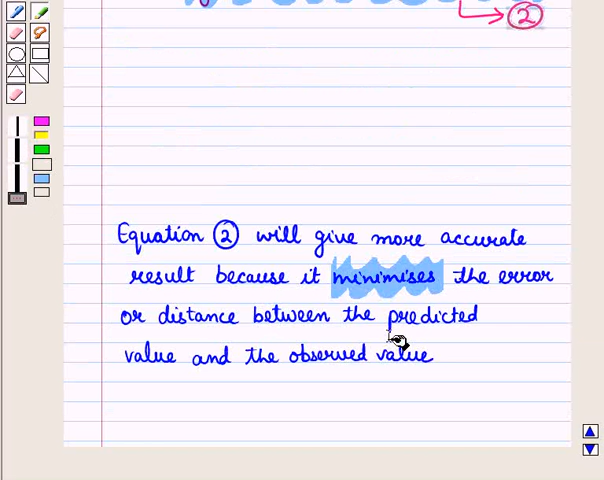 ②
Equation ② will give more accurate
result because it minimises the error
or distance between the predicted
value and the observed value